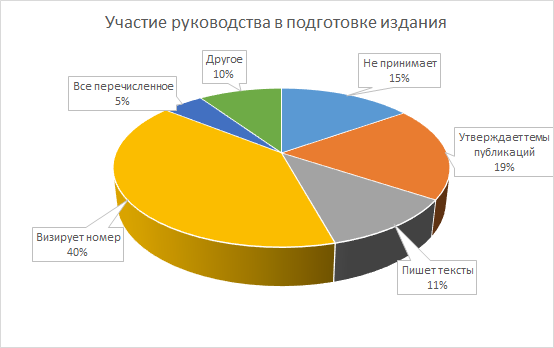 Участие руководства в подготовке издания
Другое
10%
Не принимает
15%
Все перечисленное
5%
Утверждает темы
публикаций
19%
Визирует номер
40%
Пишет тексты
11%